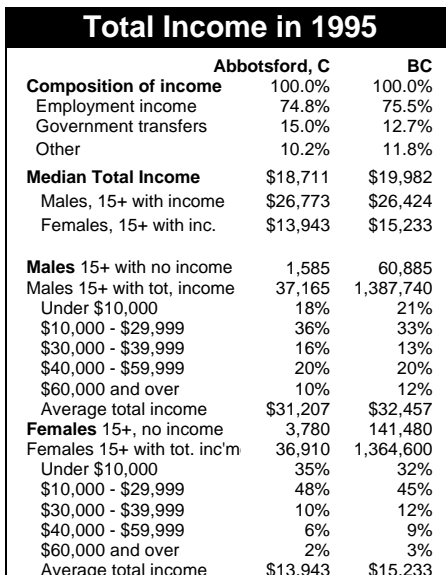 Total Income in 1995
Abbotsford, C BC
Composition of income 100.0% 100.0%
Employment income 74.8% 75.5%
Government transfers 15.0% 12.7%
Other 10.2% 11.8%
Median Total Income $18,711 $19,982
Males, 15+ with income $26,773 $26,424
Females, 15+ with inc. $13,943 $15,233
Males 15+ with no income 1,585 60,885
Males 15+ with tot, income 37,165 1,387,740
Under $10,000 18% 21%
$10,000 - $29,999 36% 33%
$30,000 - $39,999 16% 13%
$40,000 - $59,999 20% 20%
$60,000 and over 10% 12%
Average total income $31,207 $32,457
Females 15+, no income 3,780 141,480
Females 15+ with tot. inc'm 36,910 1,364,600
Under $10,000 35% 32%
$10,000 - $29,999 48% 45%
$30,000 - $39,999 10% 12%
$40,000 - $59,999 6% 9%
$60,000 and over 2% 3%
Average total income $13,943 $15,233